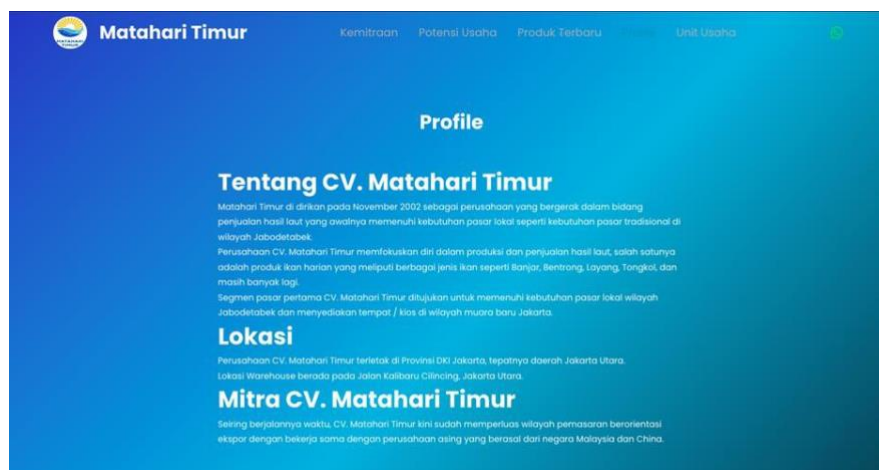 Matahari Timur
Kemitraan
Potensi Usaha
Produk Terbaru
Unit Usaha
Profile
Tentang CV. Matahari Timur
Matahari Timur di dirikan pada November 2002 sebagai perusahaan yang bergerak dalam bidang
penjualan hasil laut yang awalnya memenuhi kebutuhan pasar lokal seperti kebutuhan pasar tradisional di
wilayah Jabodetabek.
Perusahaan CV. Matahari Timur memfokuskan diri dalam produksi dan penjualan hasil laut, salah satunya
adalah produk ikan harian yang meliputi berbagai jenis ikan seperti Banjar, Bentrong, Layang, Tongkol, dan
masih banyak lagi.
Segmen pasar pertama CV. Matahari Timur ditujukan untuk memenuhi kebutuhan pasar lokal wilayah
Jabodetabek dan menyediakan tempat / kios di wilayah muara baru Jakarta.
Lokasi
Perusahaan CV. Matahari Timur terletak di Provinsi DKI Jakarta, tepatnya daerah Jakarta Utara.
Lokasi Warehouse berada pada Jalan Kalibaru Cilincing, Jakarta Utara.
Mitra CV. Matahari Timur
Seiring berjalannya waktu, CV. Matahari Timur kini sudah memperluas wilayah pemasaran berorientasi
ekspor dengan bekerja sama dengan perusahaan asing yang berasal dari negara Malaysia dan China.